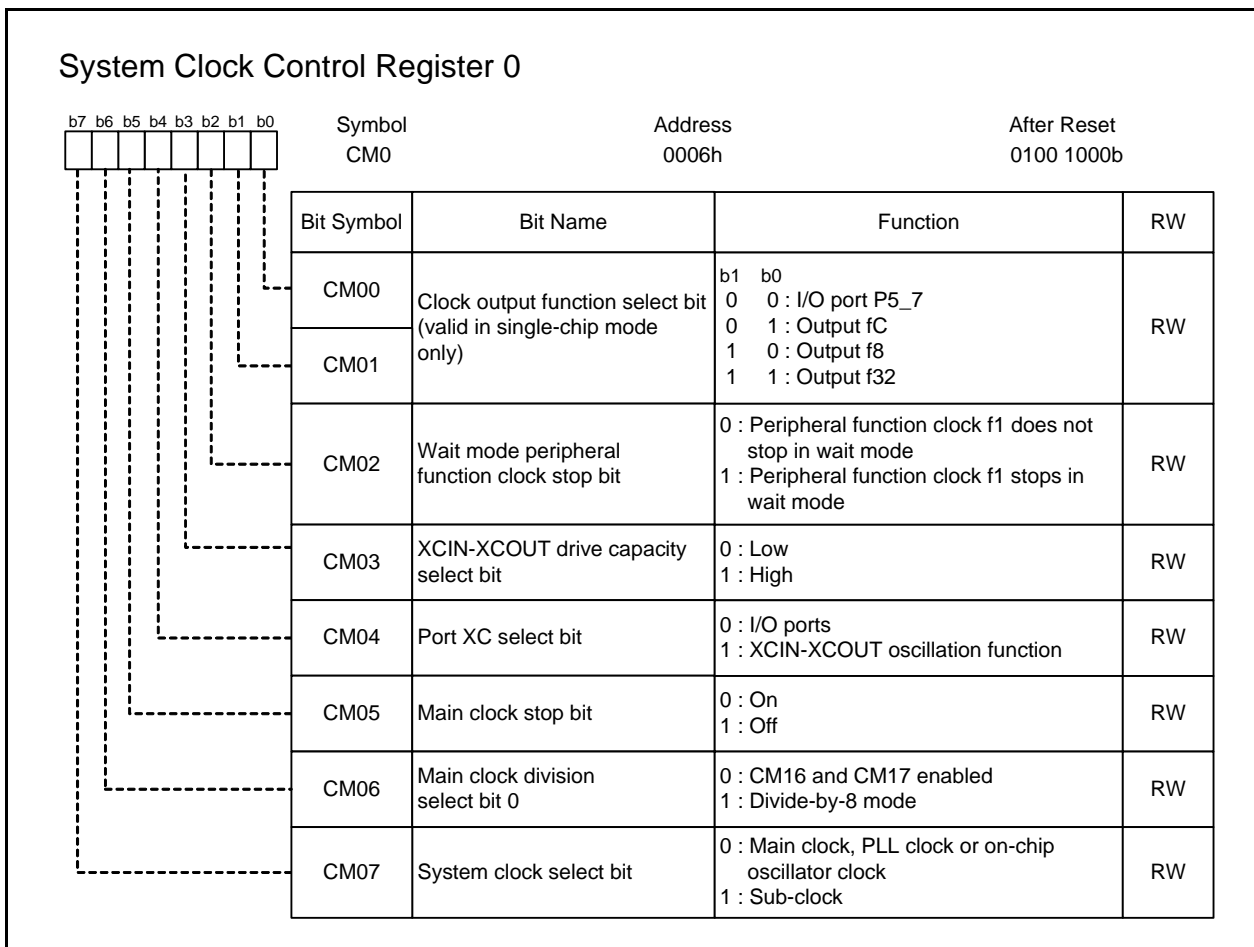 System Clock Control Register 0
b7 b6 b5 b4 b3 b2 b1 b0
Symbol Address After Reset
CM0 0006h 0100 1000b
Bit Symbol Bit Name Function RW
CM00
CM01
Clock output function select bit
(valid in single-chip mode
only)
b1 b0
0 0 : I/O port P5_7
0 1 : Output fC
1 0 : Output f8
1 1 : Output f32
RW
CM02
Wait mode peripheral
function clock stop bit
0 : Peripheral function clock f1 does not
stop in wait mode
1 : Peripheral function clock f1 stops in
wait mode
RW
CM03
XCIN-XCOUT drive capacity
select bit
0 : Low
1 : High
RW
CM04
Port XC select bit
0 : I/O ports
1 : XCIN-XCOUT oscillation function
RW
CM05
Main clock stop bit
0 : On
1 : Off
RW
CM06
Main clock division
select bit 0
0 : CM16 and CM17 enabled
1 : Divide-by-8 mode
RW
CM07
System clock select bit
0 : Main clock, PLL clock or on-chip
oscillator clock
1 : Sub-clock
RW